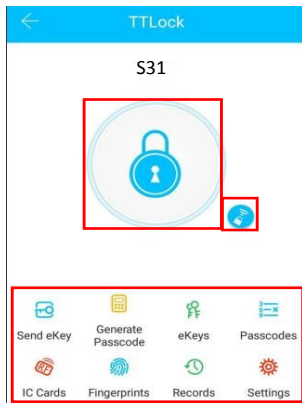 TTLock
S31
Send eKey
Generate
Passcode
eKeys
Passcodes
IC Cards
Fingerprints
Records
Settings